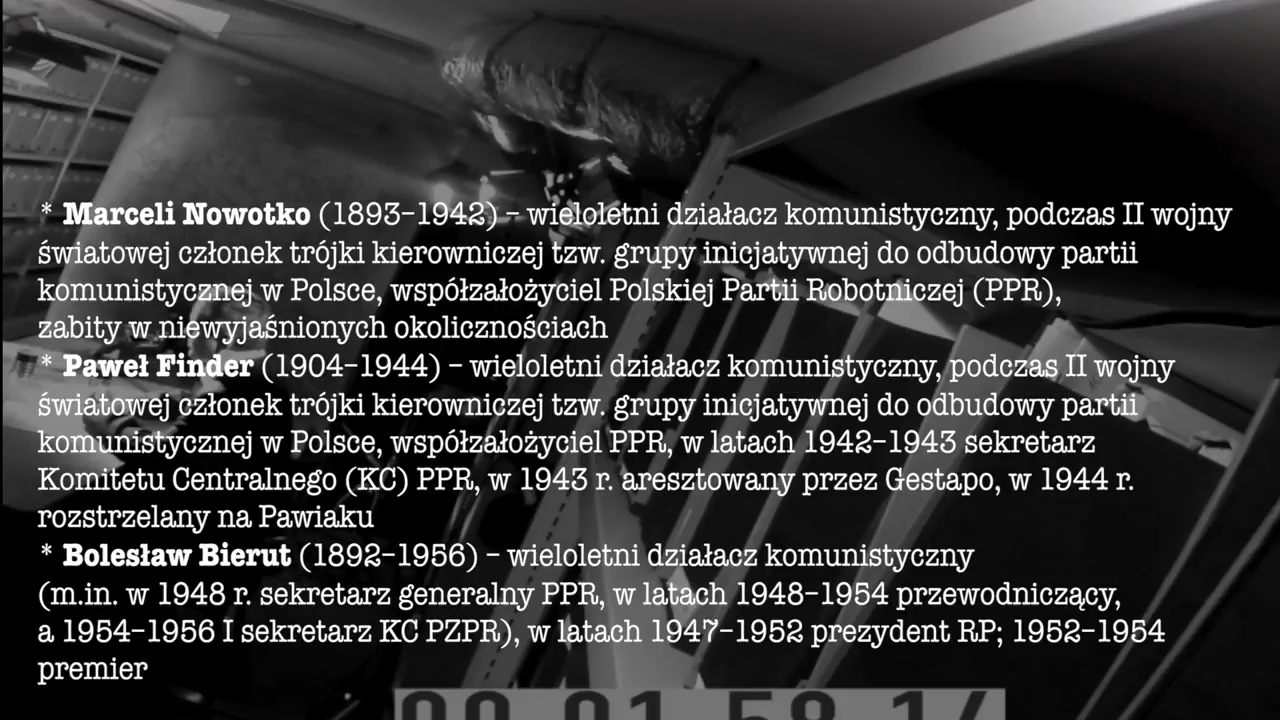 * Marceli Nowotko (1893–1942) – wieloletni działacz komunistyczny, podczas II wojny
światowej członek trójki kierowniczej tzw. grupy inicjatywnej do odbudowy partii
komunistycznej w Polsce, współzałożyciel Polskiej Partii Robotniczej (PPR),
zabity w niewyjaśnionych okolicznościach
* Paweł Finder (1904–1944) – wieloletni działacz komunistyczny, podczas II wojny
światowej członek trójki kierowniczej tzw. grupy inicjatywnej do odbudowy partii
komunistycznej w Polsce, współzałożyciel PPR, w latach 1942–1943 sekretarz
Komitetu Centralnego (KC) PPR, w 1943 r. aresztowany przez Gestapo, w 1944 r.
rozstrzelany na Pawiaku
* Bolesław Bierut (1892–1956) – wieloletni działacz komunistyczny
(m.in. w 1948 r. sekretarz generalny PPR, w latach 1948–1954 przewodniczący,
a 1954–1956 I sekretarz KC PZPR), w latach 1947–1952 prezydent RP; 1952–1954
premier